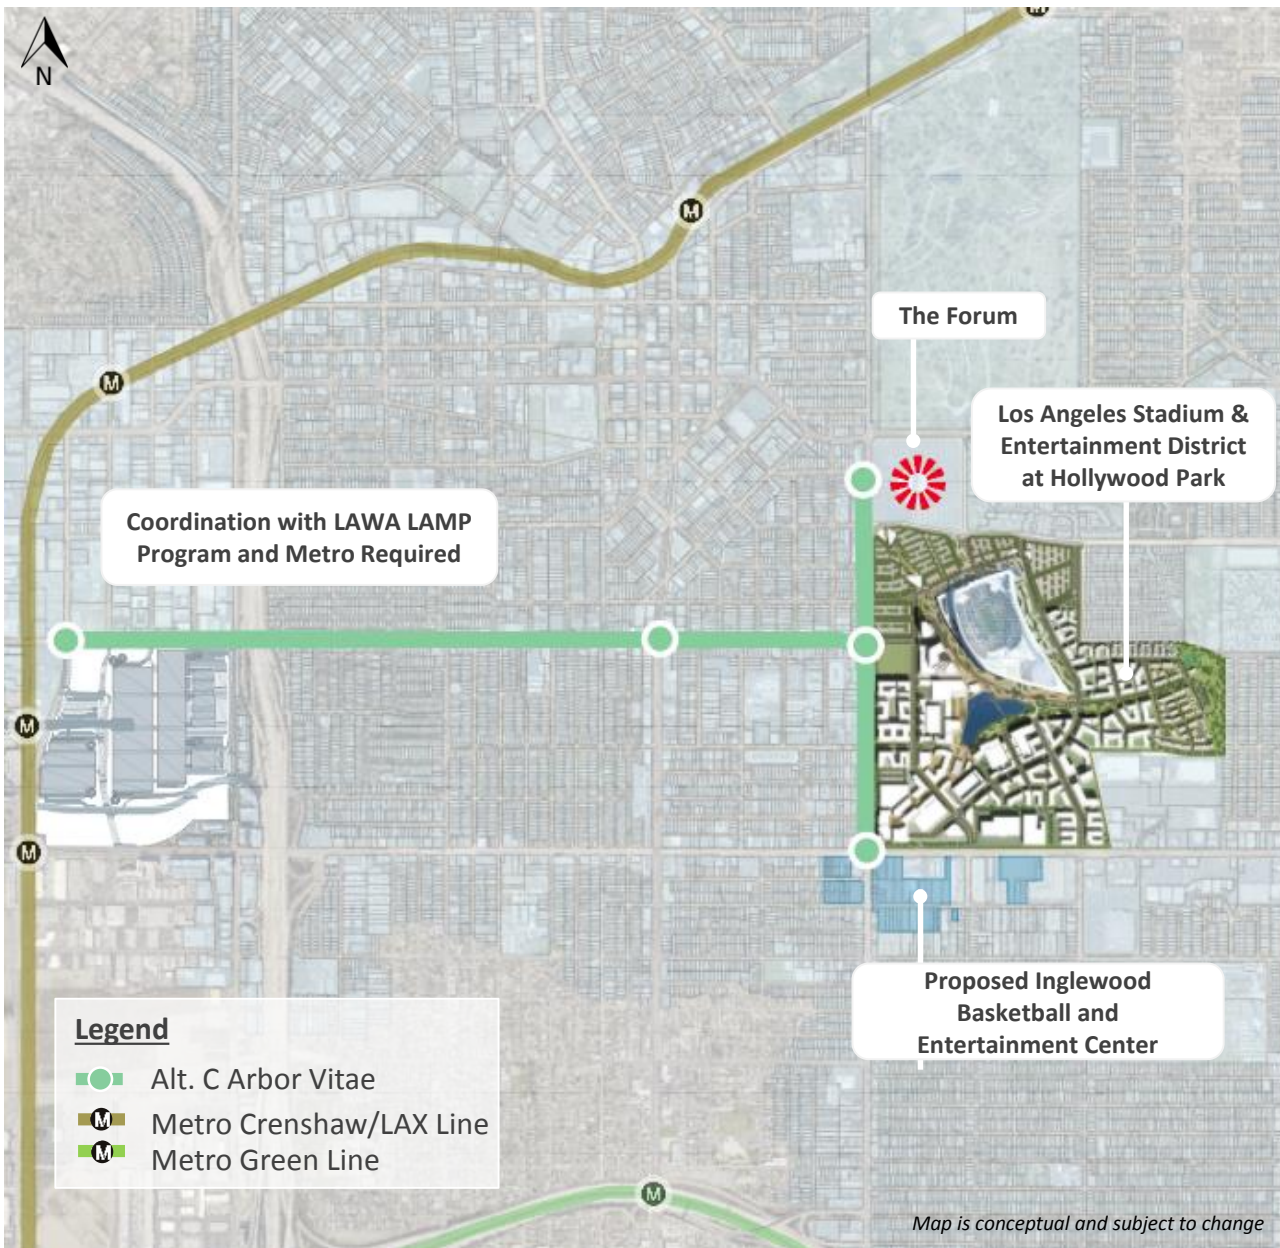 N
The Forum
Los Angeles Stadium &
Entertainment District
at Hollywood Park
Coordination with LAWA LAMP
Program and Metro Required
Proposed Inglewood
Basketball and
Entertainment Center
Legend
Alt. C Arbor Vitae
M Metro Crenshaw/LAX Line
M Metro Green Line
M
M
M
M
M
M
Map is conceptual and subject to change